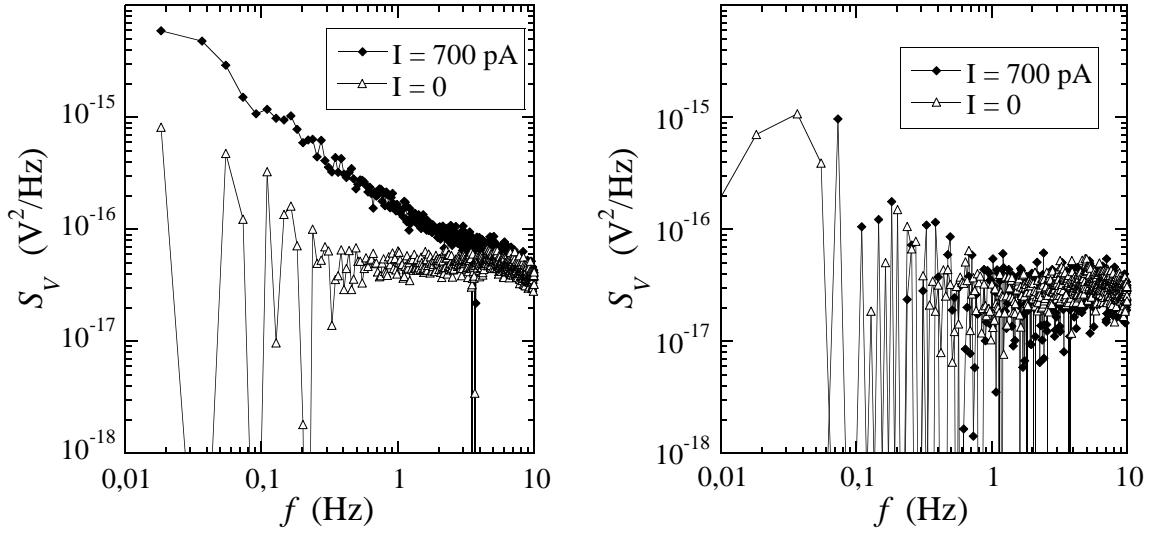 I = 700 pA
I = 0
10^-15
10^-16
10^-17
10^-18
S_V (V^2/Hz)
0,01
0,1
1
10
f (Hz)
I = 700 pA
I = 0
10^-15
10^-16
10^-17
10^-18
S_V (V^2/Hz)
0,01
0,1
1
10
f (Hz)